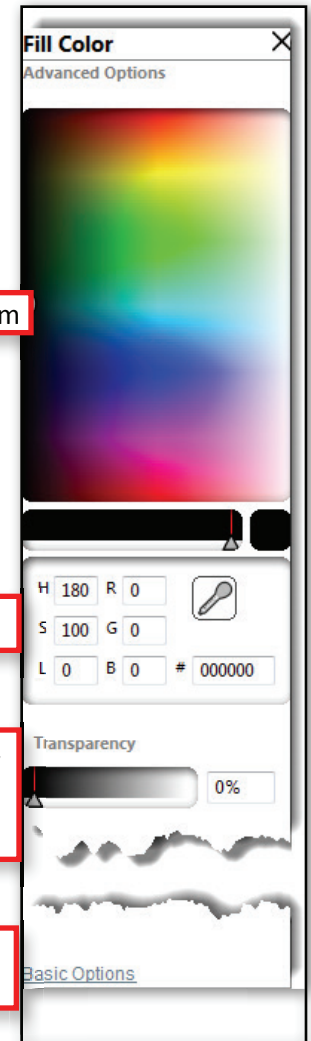 Fill Color
Advanced Options
m
H 180 R 0
S 100 G 0
L 0 B 0 # 000000
Transparency
0%
Basic Options